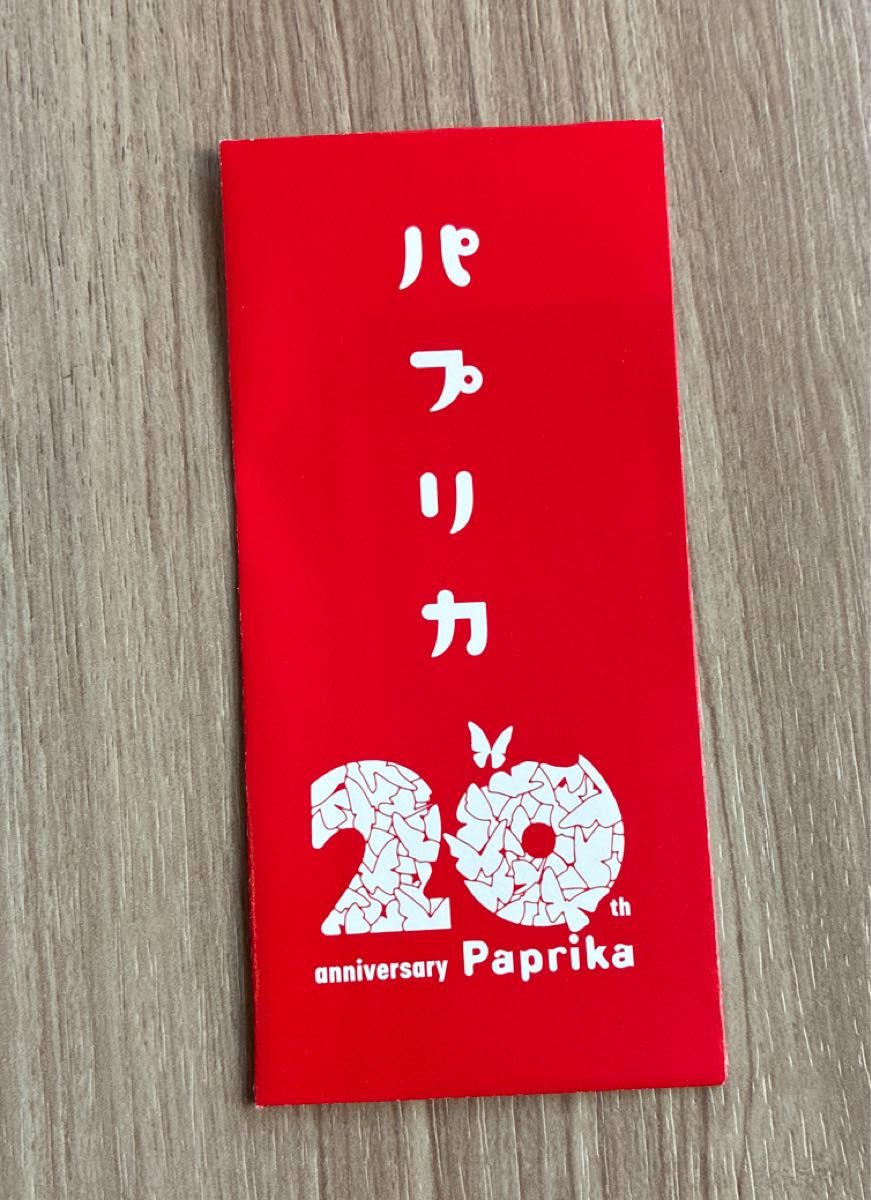 パプリカ
20th
anniversary Paprika